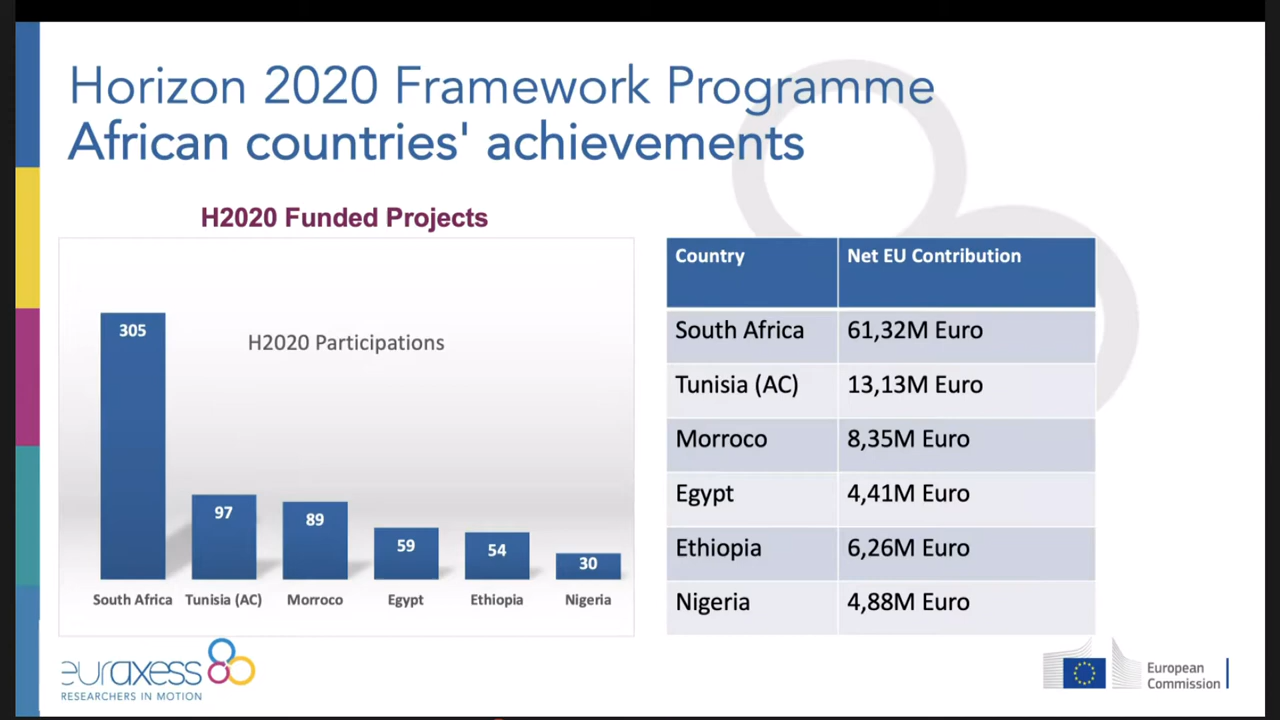 Horizon 2020 Framework Programme
African countries' achievements
H2020 Funded Projects
H2020 Participations
305
97
89
59
54
30
South Africa
Tunisia (AC)
Morroco
Egypt
Ethiopia
Nigeria
Country Net EU Contribution
South Africa 61,32M Euro
Tunisia (AC) 13,13M Euro
Morroco 8,35M Euro
Egypt 4,41M Euro
Ethiopia 6,26M Euro
Nigeria 4,88M Euro
euraxess
RESEARCHERS IN MOTION
European
Commission